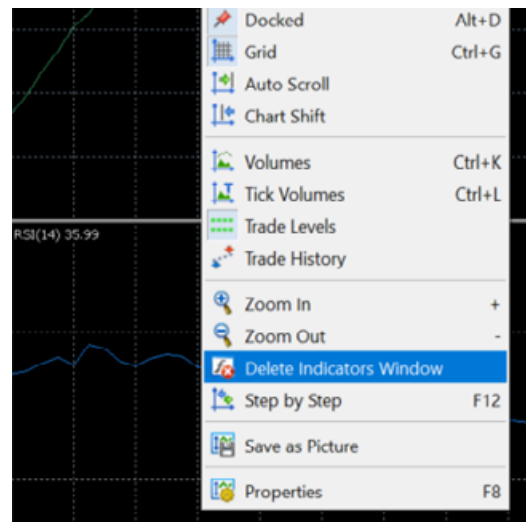 Docked Alt+D
Grid Ctrl+G
Auto Scroll
Chart Shift
Volumes Ctrl+K
Tick Volumes Ctrl+L
RSI(14) 35.99
Trade Levels
Trade History
Zoom In +
Zoom Out -
Delete Indicators Window
Step by Step F12
Save as Picture
Properties F8